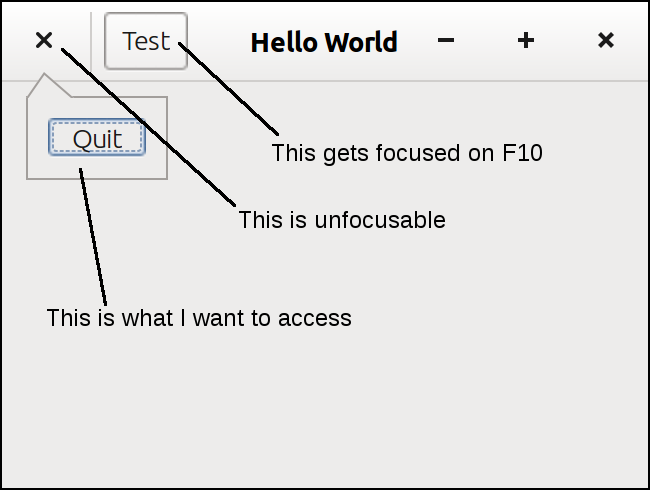 Test
Hello World
Quit
This gets focused on F10
This is unfocusable
This is what I want to access